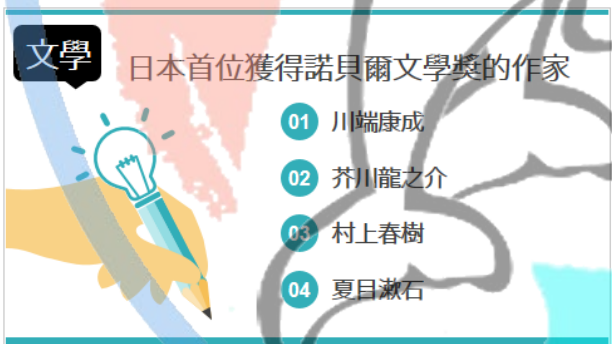 文學
日本首位獲得諾貝爾文學獎的作家
01 川端康成
02 芥川龍之介
03 村上春樹
04 夏目漱石